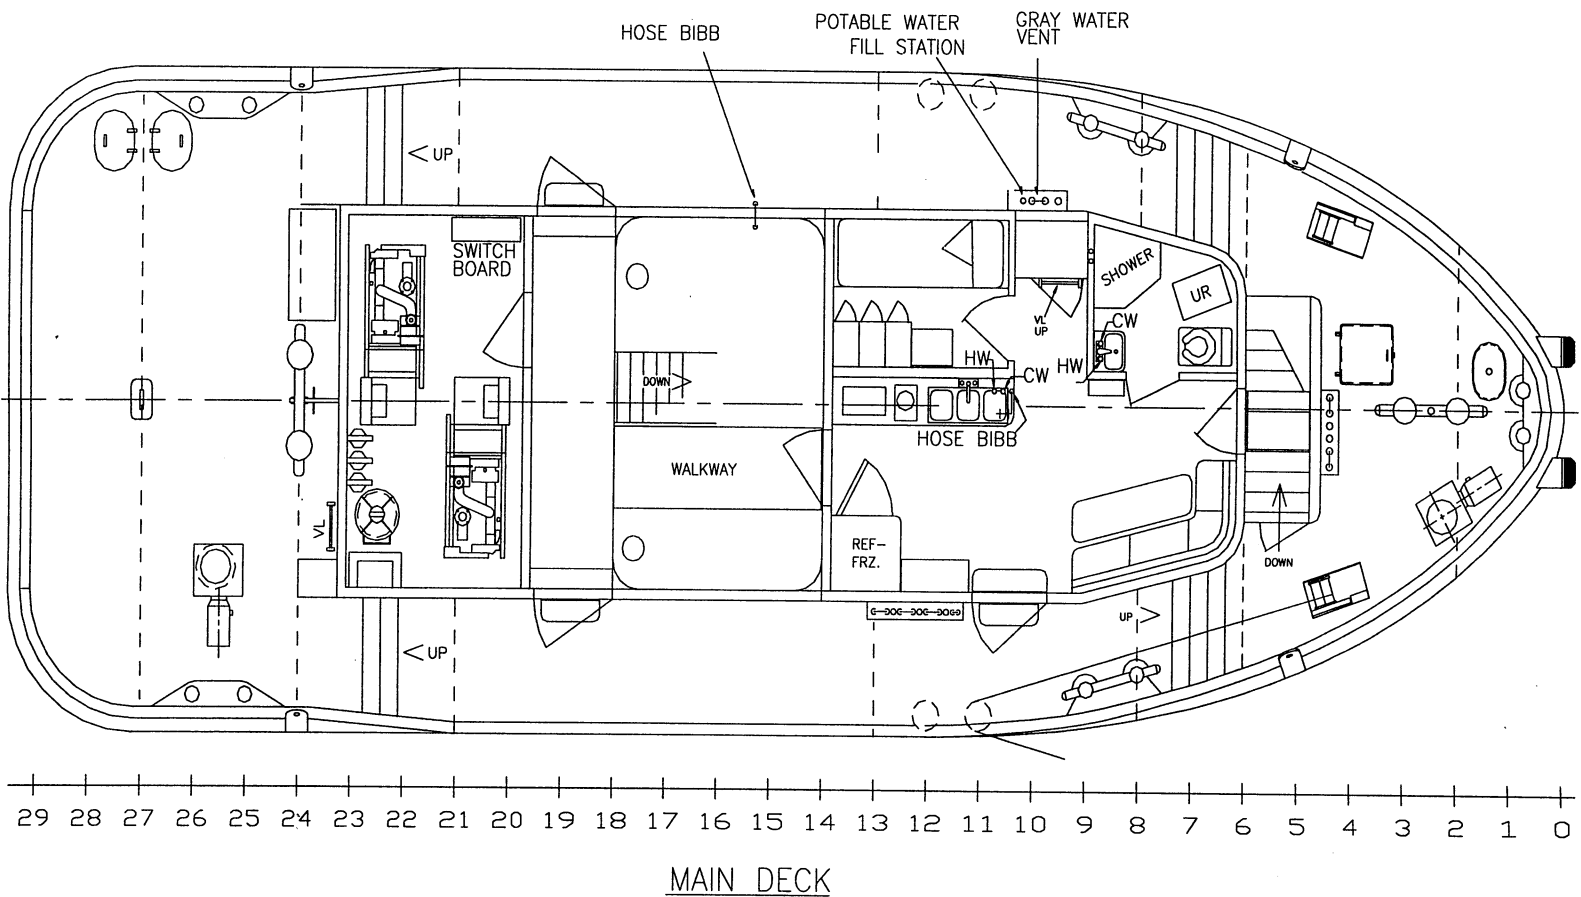 POTABLE WATER
FILL STATION
GRAY WATER
VENT
HOSE BIBB
UP
SWITCH
BOARD
SHOWER
UR
VL
UP
CW
HW
HW
CW
DOWN
HOSE BIBB
WALKWAY
VL
REF-
FRZ.
DOWN
UP
UP
29 28 27 26 25 24 23 22 21 20 19 18 17 16 15 14 13 12 11 10 9 8 7 6 5 4 3 2 1 0
MAIN DECK